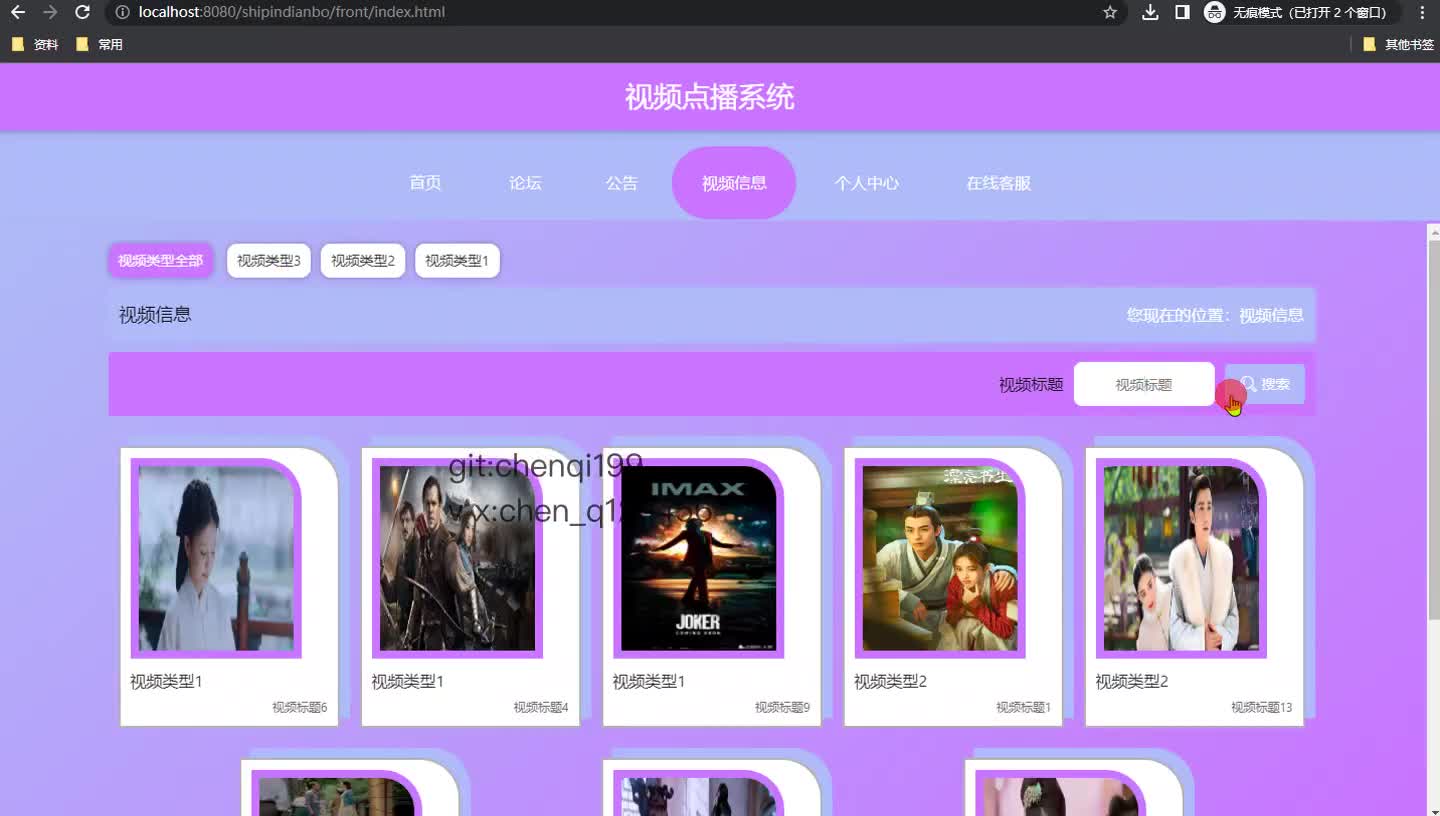 localhost:8080/shipindianbo/front/index.html
无痕模式（已打开 2 个窗口）
资料
常用
其他书签
视频点播系统
首页
论坛
公告
视频信息
个人中心
在线客服
视频类型全部
视频类型3
视频类型2
视频类型1
视频信息
您现在的位置：视频信息
视频标题
视频标题
搜索
git:chenqi199
IMAX
JOKER
COMING SOON
漂亮书生
视频类型1
视频标题6
视频类型1
视频标题4
视频类型1
视频标题9
视频类型2
视频标题1
视频类型2
视频标题13